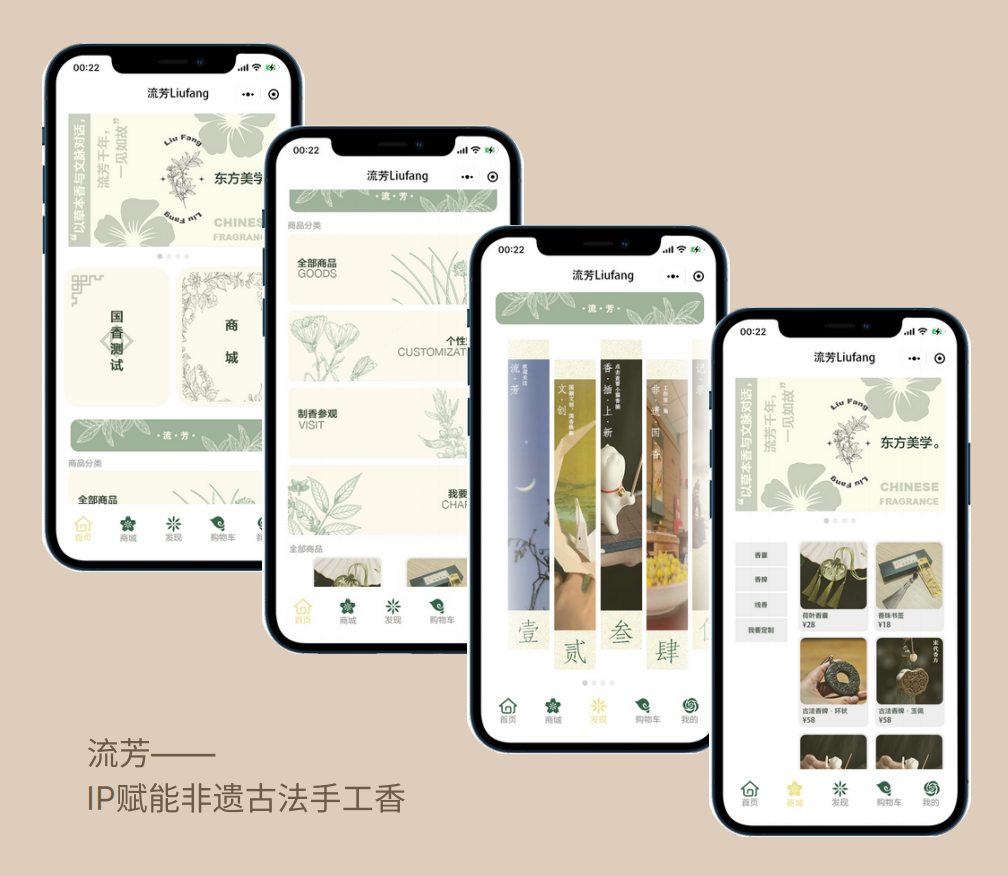 00:22
流芳Liufang
“以草本香与文脉对话，
流芳千年，
一见如故”
Liu Fang
Liu Fang
东方美学
CHINES
FRAGRAN
国香测试
商城
·流·芳·
商品分类
全部商品
首页
商城
发现
购物车
00:22
流芳Liufang
·流·芳·
商品分类
全部商品
GOODS
个性
CUSTOMIZAT
制香参观
VISIT
我要
CHAR
全部商品
首页
商城
发现
购物车
00:22
流芳Liufang
·流·芳·
流·芳
壹
文·创
贰
香·插·上·新
叁
非·遗·国·香
肆
首页
商城
发现
购物车
我的
00:22
流芳Liufang
“以草本香与文脉对话，
流芳千年，
一见如故”
Liu Fang
Liu Fang
东方美学。
CHINESE
FRAGRANCE
香囊
香牌
线香
我要定制
荷叶香囊
¥28
香珠书签
¥18
古法香牌·环状
¥58
宋代香方
古法香牌·玉佩
¥58
首页
商城
发现
购物车
我的
流芳——
IP赋能非遗古法手工香